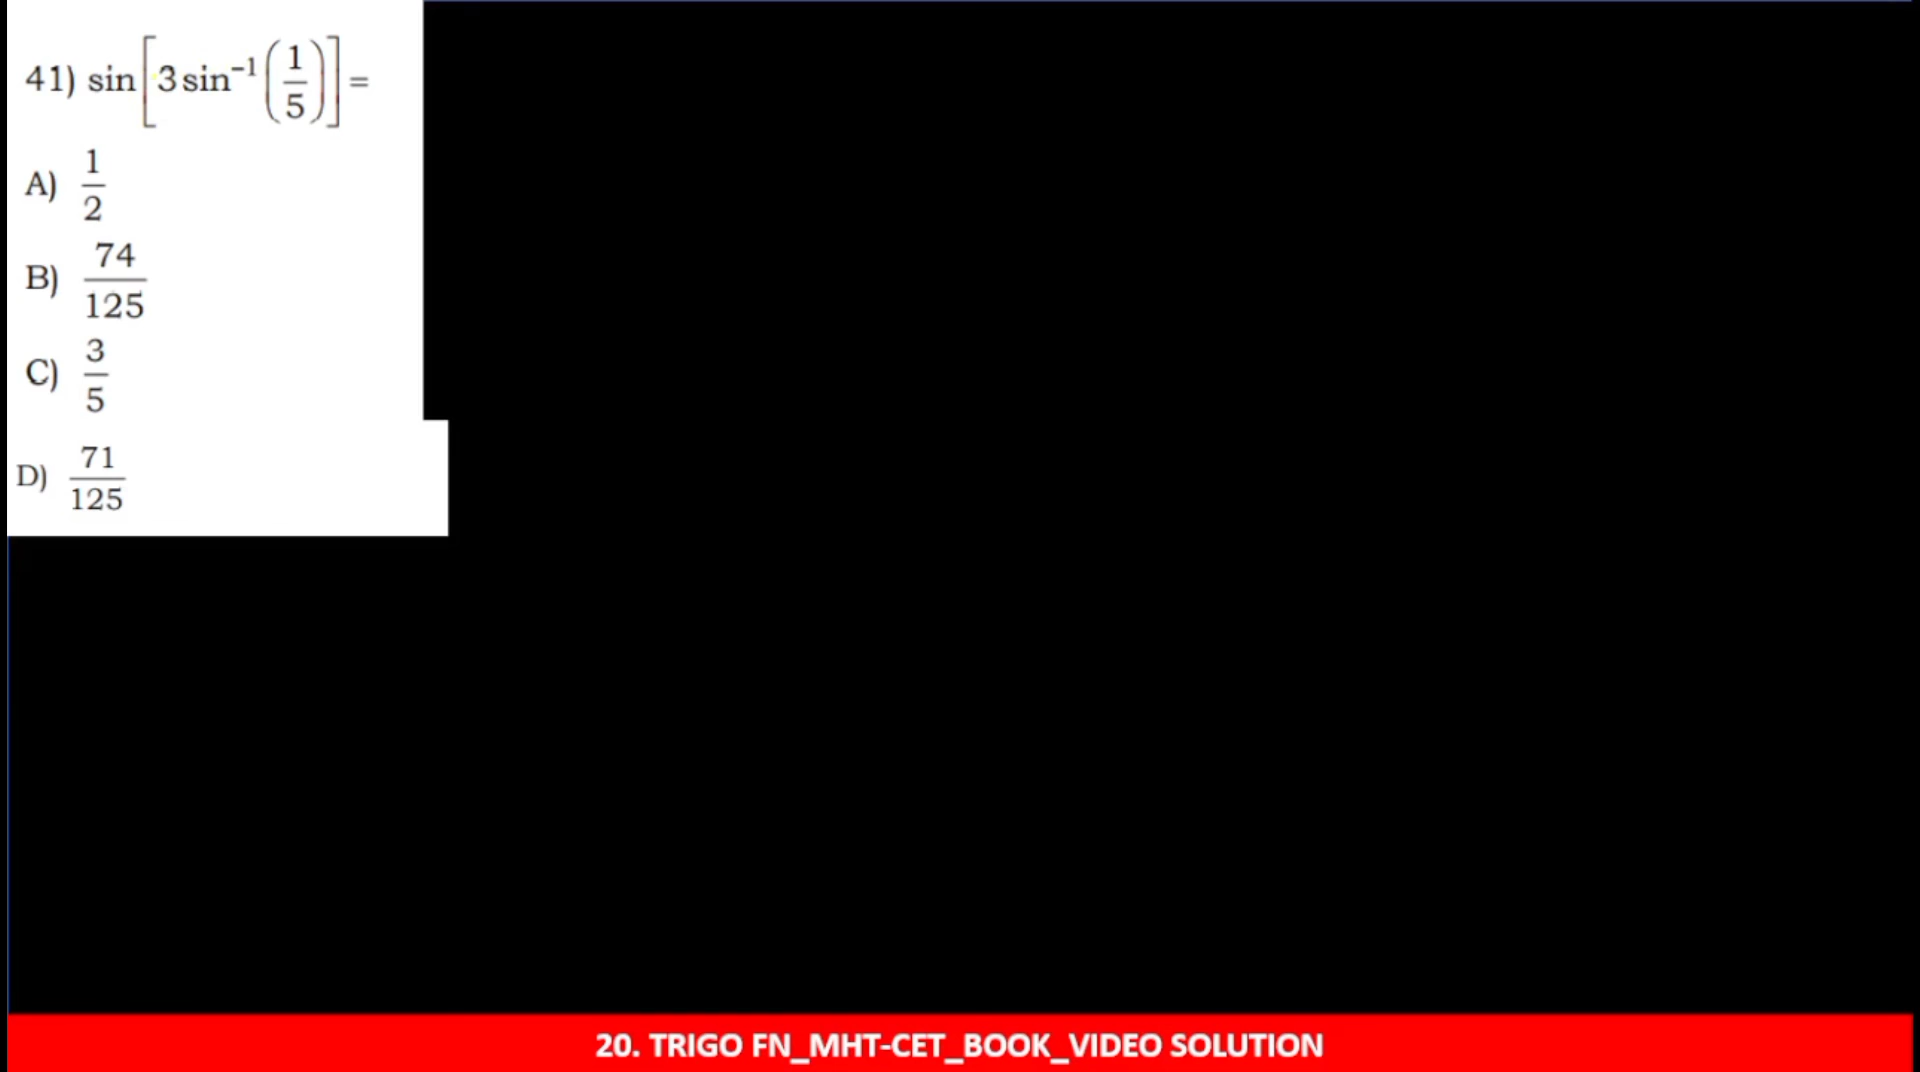 41) sin[3 sin⁻¹(1/5)] =
A) 1/2
B) 74/125
C) 3/5
D) 71/125
20. TRIGO FN_MHT-CET_BOOK_VIDEO SOLUTION